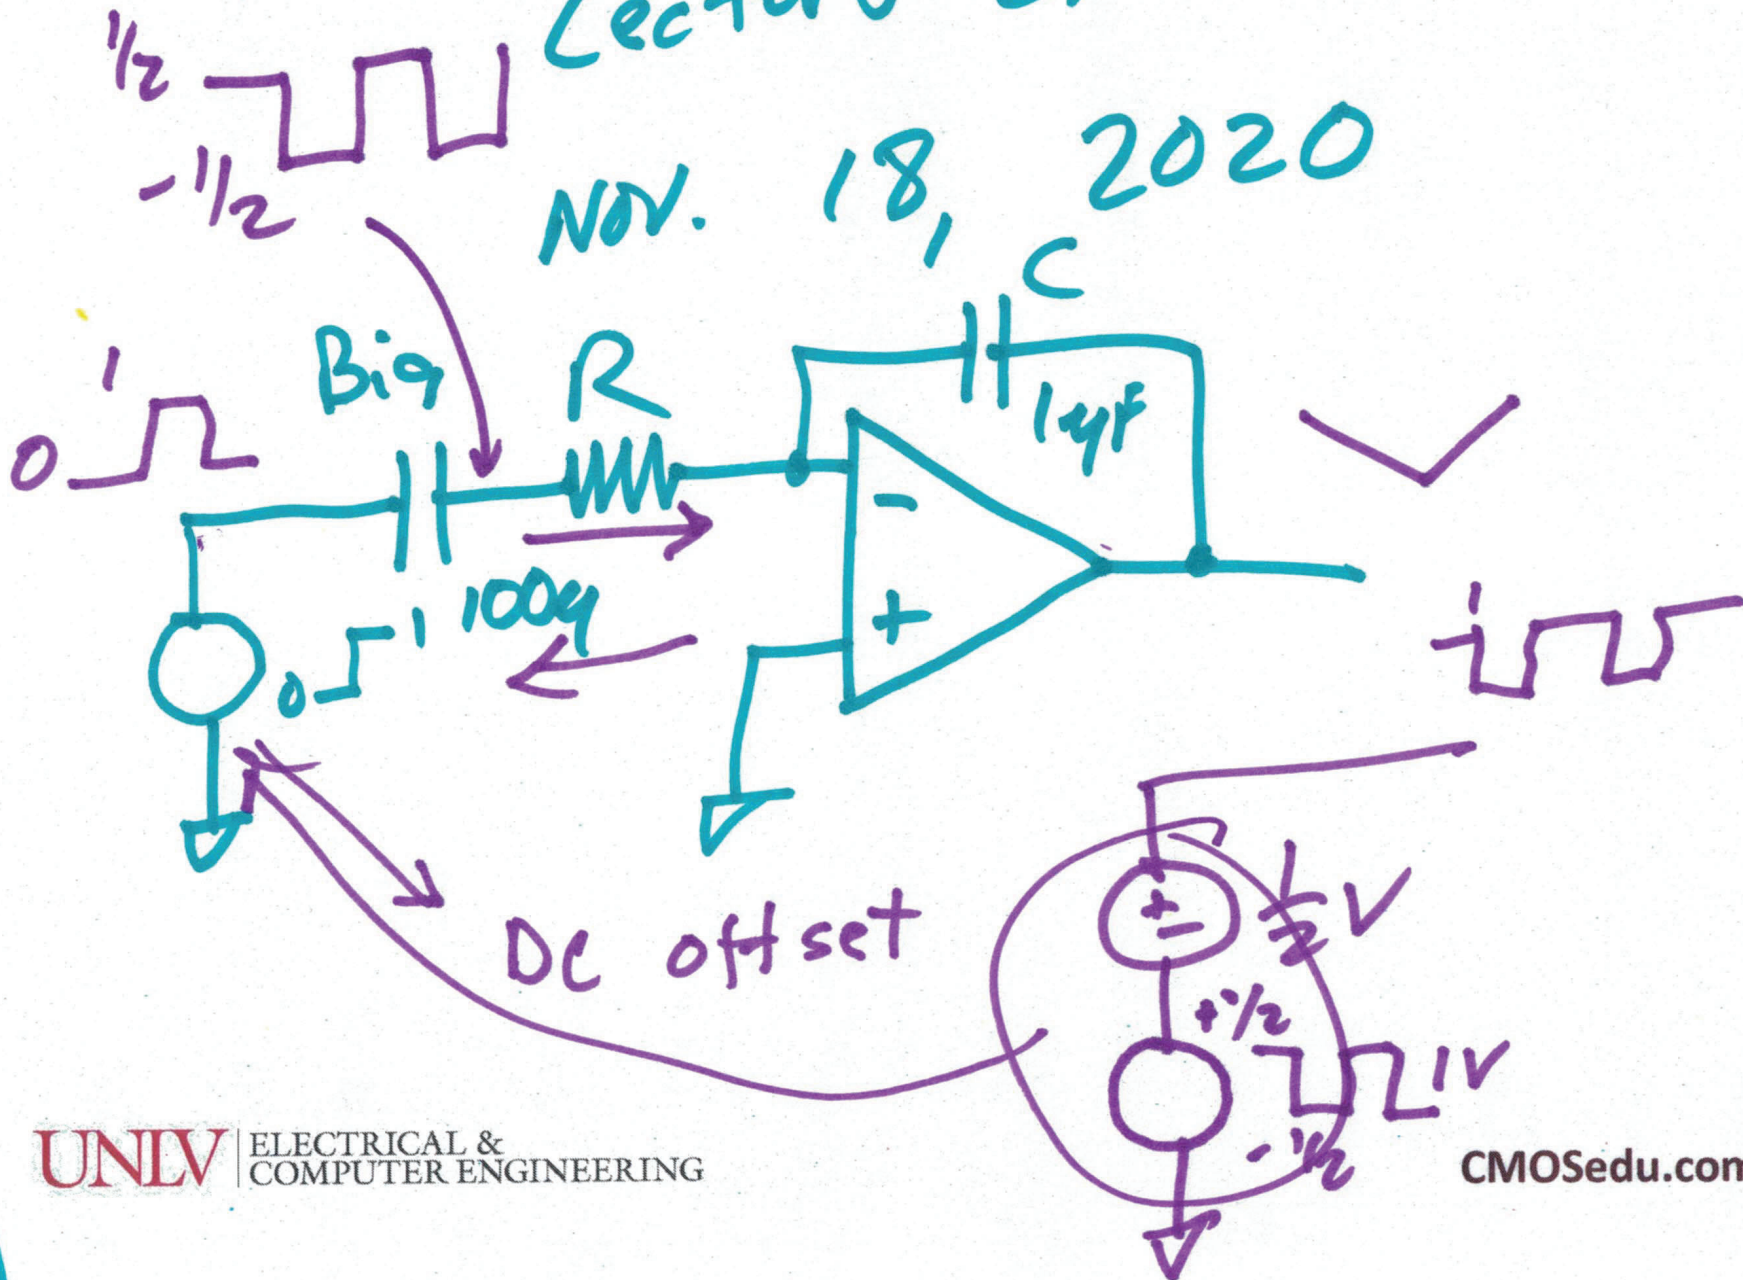 Lecture
1/2
-1/2
Nov. 18, 2020
C
Big
R
1
0
1µF
-
100µ
+
0
1
1
DC offset
+
-
1/2 V
+1/2
1V
-1/2
UNLV
ELECTRICAL &
COMPUTER ENGINEERING
CMOSedu.com